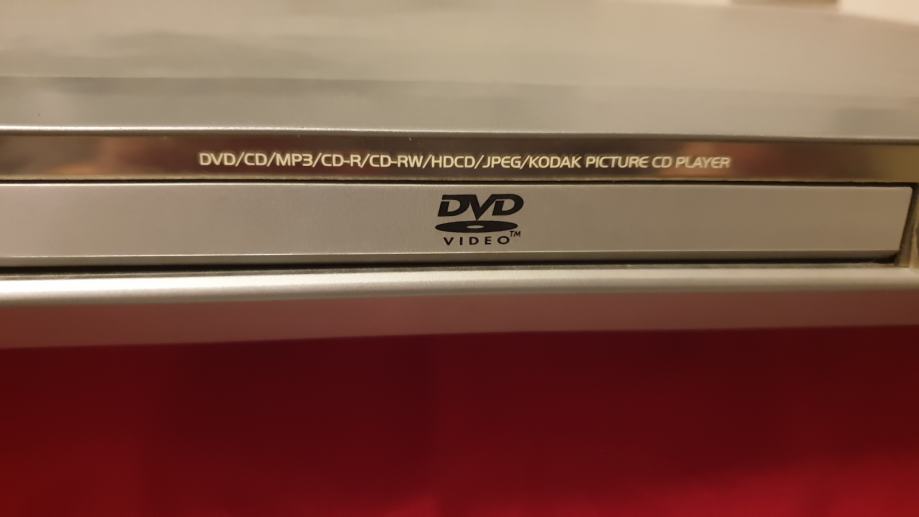 DVD/CD/MP3/CD-R/CD-RW/HDCD/JPEG/KODAK PICTURE CD PLAYER
DVD
VIDEO™